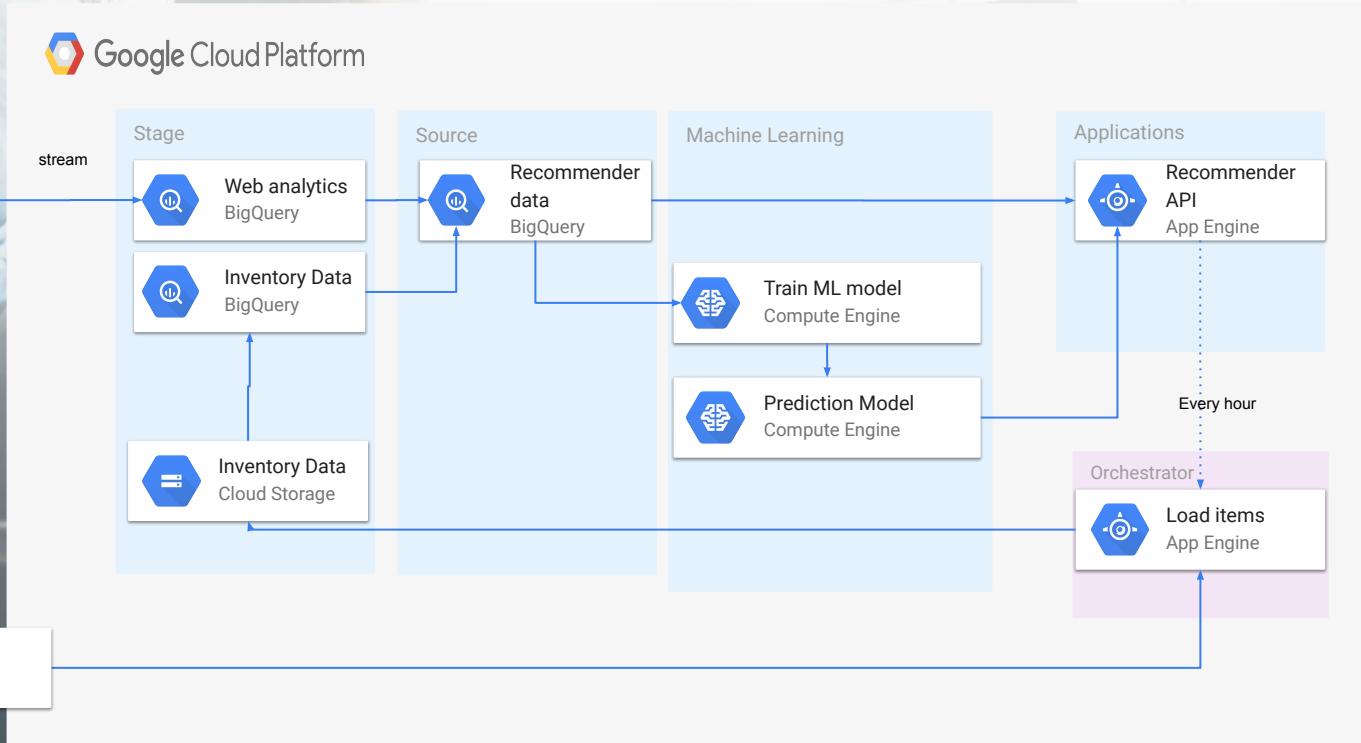 Google Cloud Platform
stream
Stage
Web analytics
BigQuery
Inventory Data
BigQuery
Inventory Data
Cloud Storage
Source
Recommender
data
BigQuery
Machine Learning
Train ML model
Compute Engine
Prediction Model
Compute Engine
Applications
Recommender
API
App Engine
Every hour
Orchestrator
Load items
App Engine